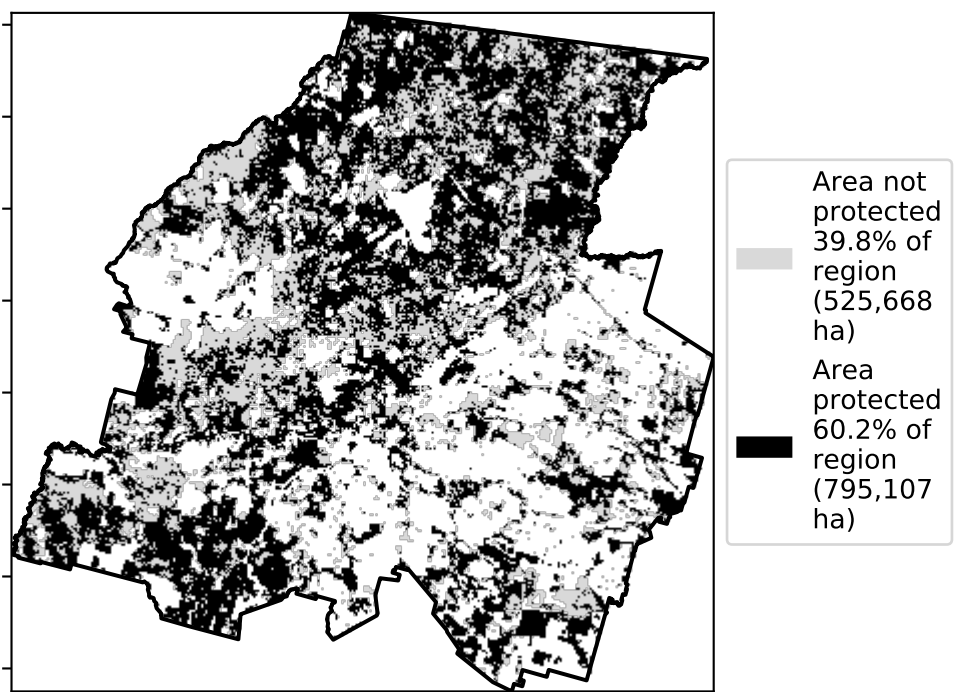 Area not
protected
39.8% of
region
(525,668
ha)
Area
protected
60.2% of
region
(795,107
ha)